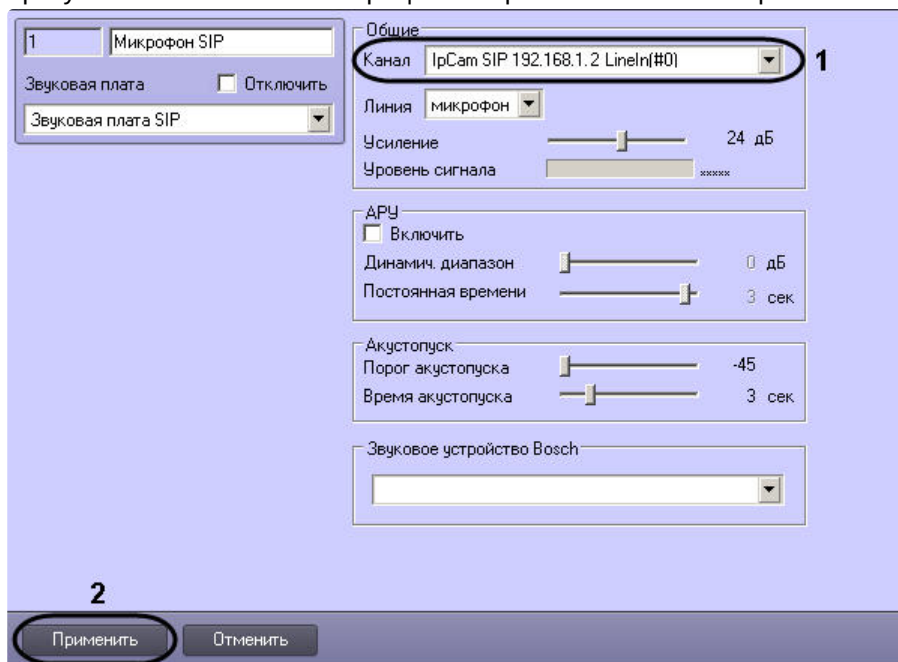 1 Микрофон SIP
Звуковая плата Отключить
Звуковая плата SIP
Общие
Канал IpCam SIP 192.168.1.2 LineIn(#0) 1
Линия микрофон
Усиление 24 дБ
Уровень сигнала xxxxx
АРУ
Включить
Динамич. диапазон 0 дБ
Постоянная времени 3 сек
Акустопуск
Порог акустопуска -45
Время акустопуска 3 сек
Звуковое устройство Bosch
2
Применить Отменить